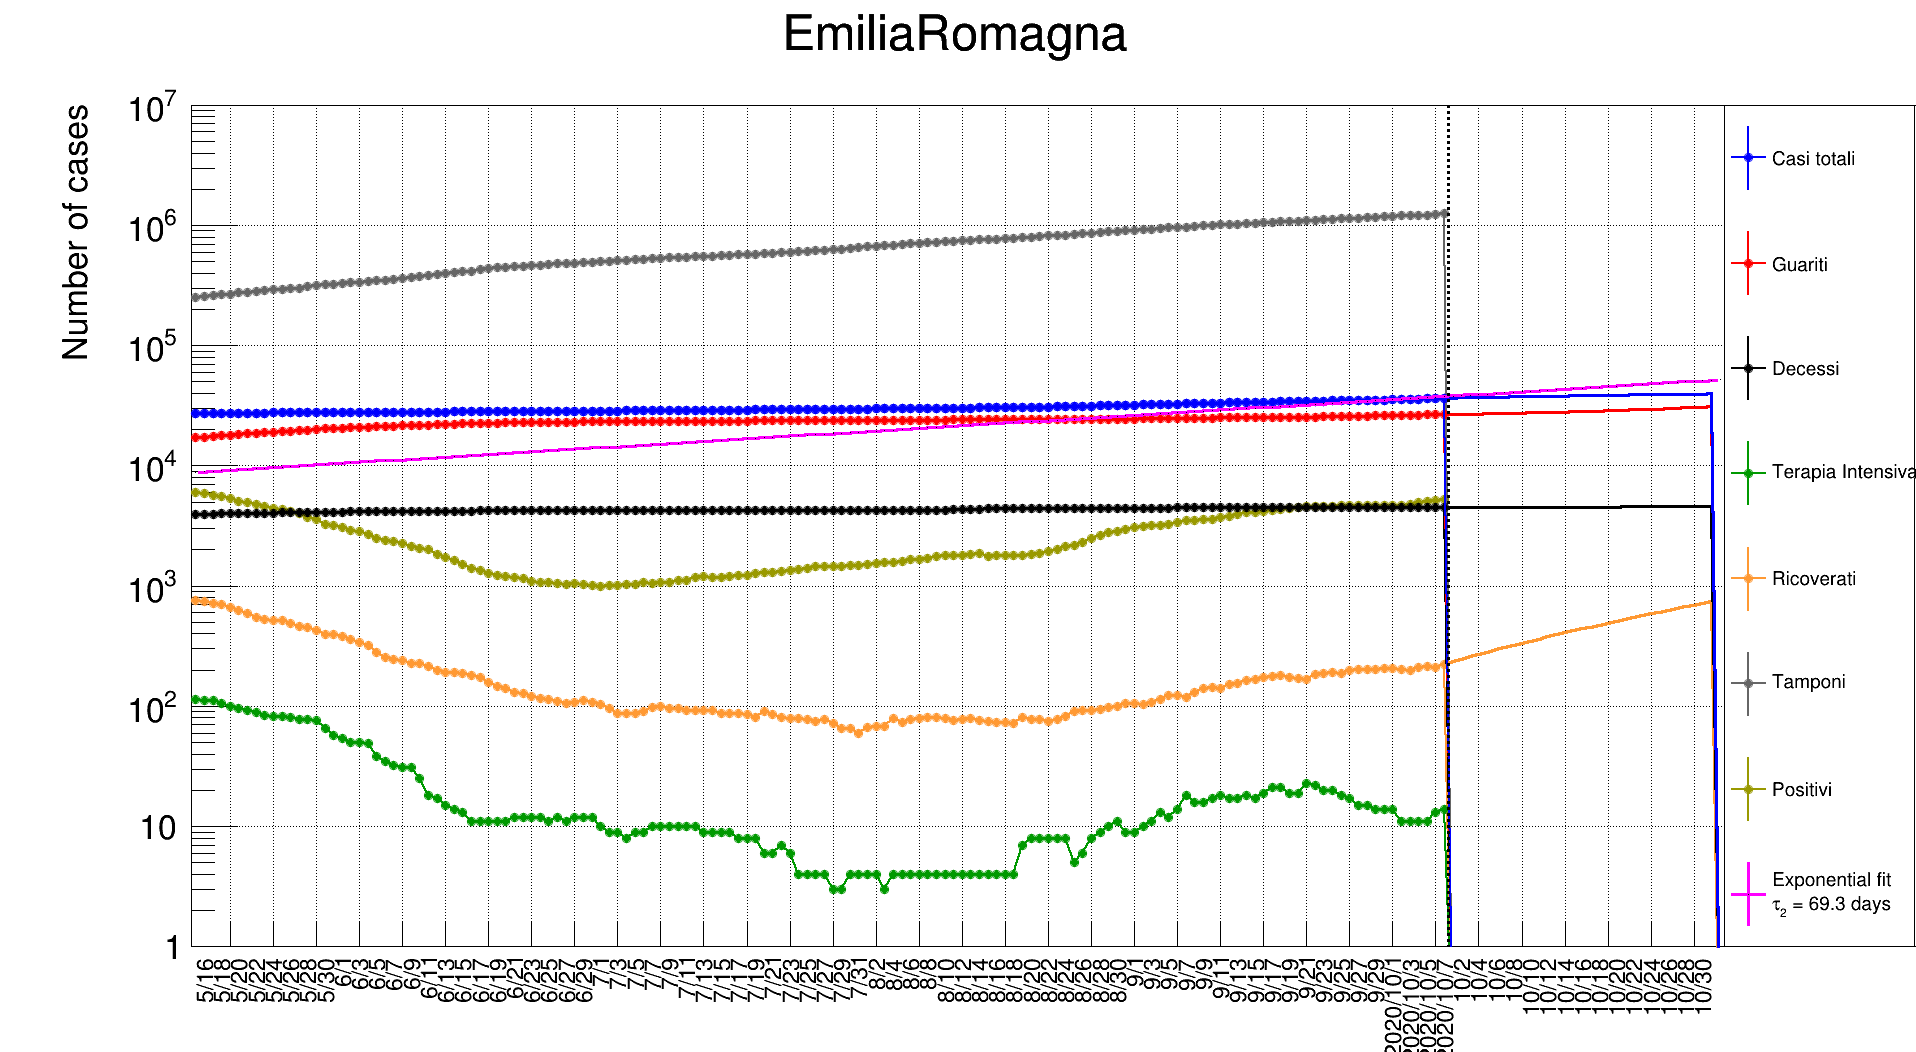 EmiliaRomagna
Number of cases
10^7
10^6
10^5
10^4
10^3
10^2
10
1
5/16 5/18 5/20 5/22 5/24 5/26 5/28 5/30 6/1 6/3 6/5 6/7 6/9 6/11 6/13 6/15 6/17 6/19 6/21 6/23 6/25 6/27 6/29 7/1 7/3 7/5 7/7 7/9 7/11 7/13 7/15 7/17 7/19 7/21 7/23 7/25 7/27 7/29 7/31 8/2 8/4 8/6 8/8 8/10 8/12 8/14 8/16 8/18 8/20 8/22 8/24 8/26 8/28 8/30 9/1 9/3 9/5 9/7 9/9 9/11 9/13 9/15 9/17 9/19 9/21 9/23 9/25 9/27 9/29 2020/10/1 2020/10/3 2020/10/5 2020/10/7 10/2 10/4 10/6 10/8 10/10 10/12 10/14 10/16 10/18 10/20 10/22 10/24 10/26 10/28 10/30
Casi totali
Guariti
Decessi
Terapia Intensiva
Ricoverati
Tamponi
Positivi
Exponential fit
τ_2 = 69.3 days